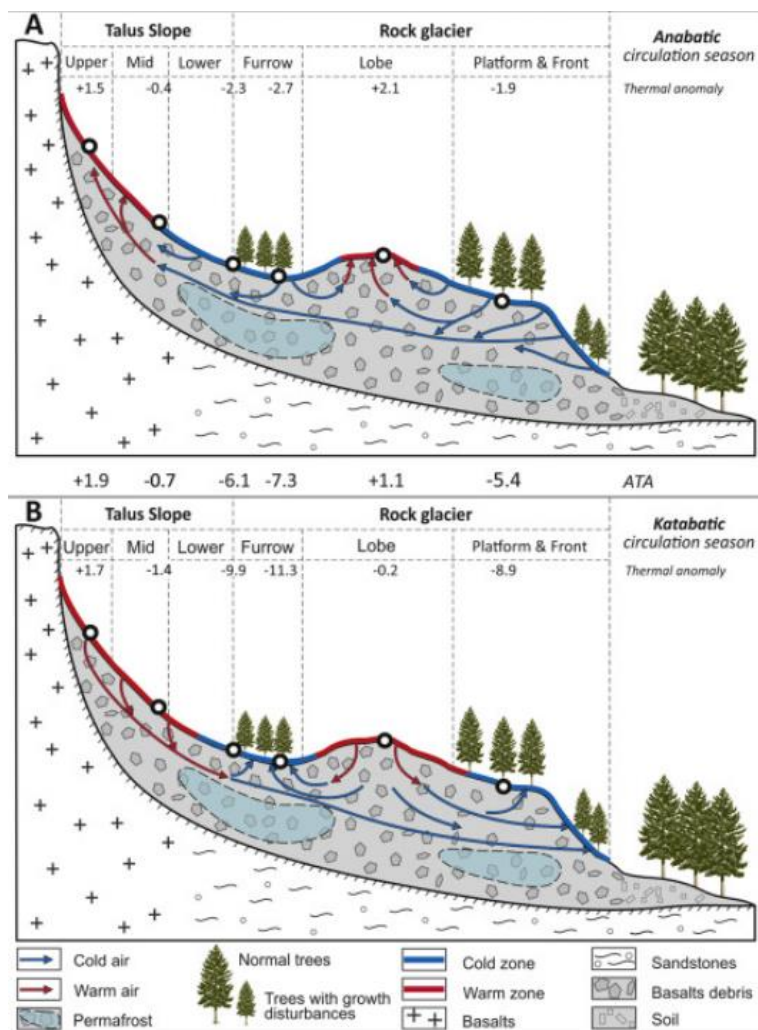 A
Talus Slope Rock glacier Anabatic
circulation season
Upper Mid Lower Furrow Lobe Platform & Front
+1.5 -0.4 -2.3 -2.7 +2.1 -1.9 Thermal anomaly
+1.9 -0.7 -6.1 -7.3 +1.1 -5.4 ATA
B
Talus Slope Rock glacier Katabatic
circulation season
Upper Mid Lower Furrow Lobe Platform & Front
+1.7 -1.4 -9.9 -11.3 -0.2 -8.9 Thermal anomaly
Cold air Normal trees Cold zone Sandstones
Warm air Trees with growth disturbances Warm zone Basalts debris
Permafrost Basalts Soil